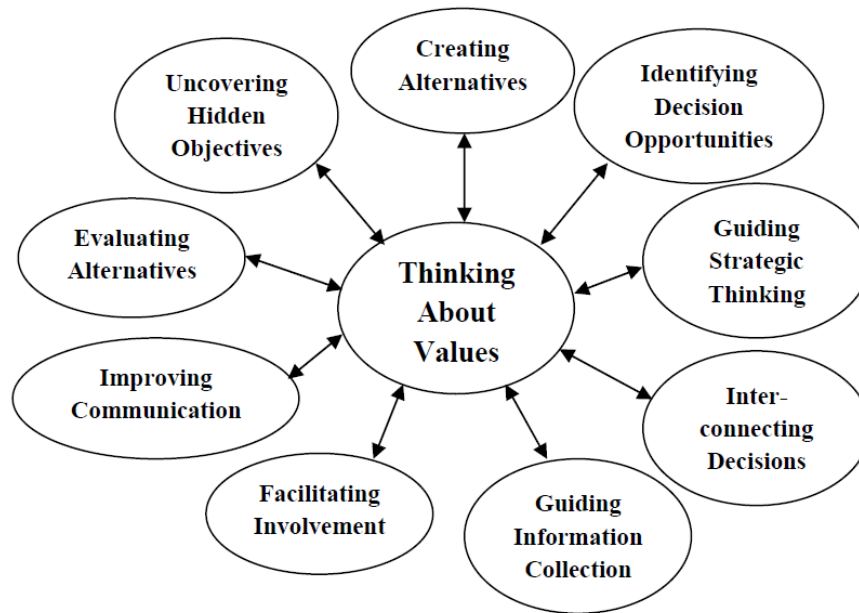 Creating
Alternatives
Identifying
Decision
Opportunities
Guiding
Strategic
Thinking
Inter-
connecting
Decisions
Guiding
Information
Collection
Facilitating
Involvement
Improving
Communication
Evaluating
Alternatives
Uncovering
Hidden
Objectives
Thinking
About
Values